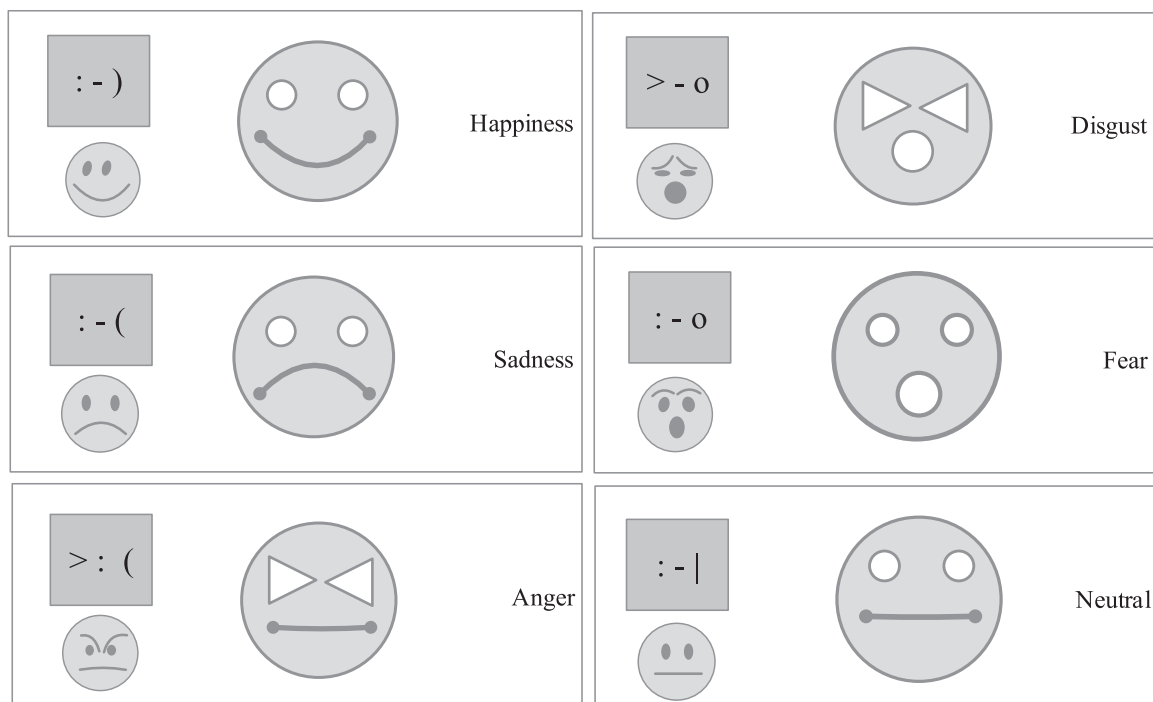 : - )
Happiness
> - o
Disgust
: - (
Sadness
: - o
Fear
> : (
Anger
: - |
Neutral